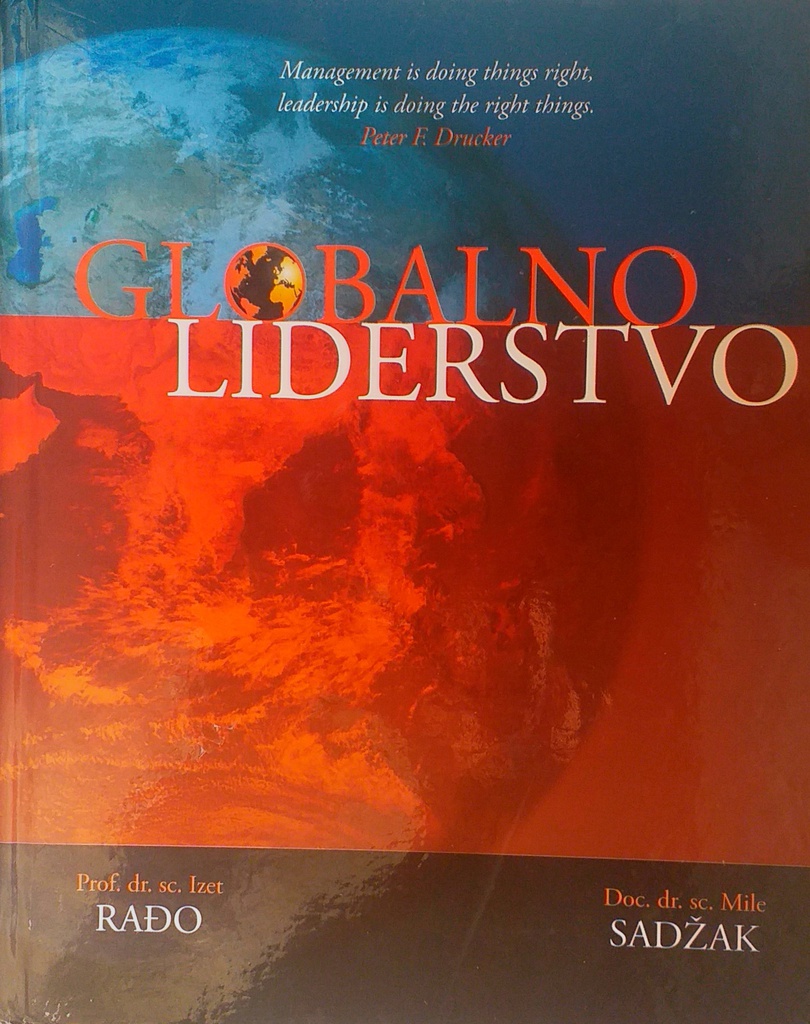 Management is doing things right,
leadership is doing the right things.
Peter F. Drucker
GLOBALNO
LIDERSTVO
Prof. dr. sc. Izet
RAĐO
Doc. dr. sc. Mile
SADŽAK